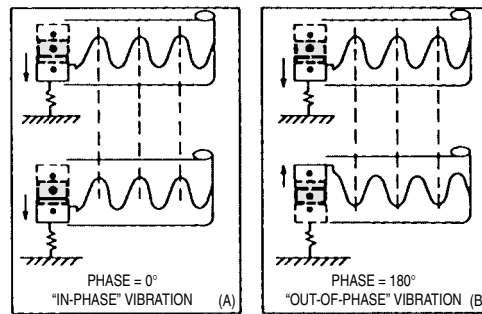 PHASE = 0°
"IN-PHASE" VIBRATION (A)
PHASE = 180°
"OUT-OF-PHASE" VIBRATION (B)